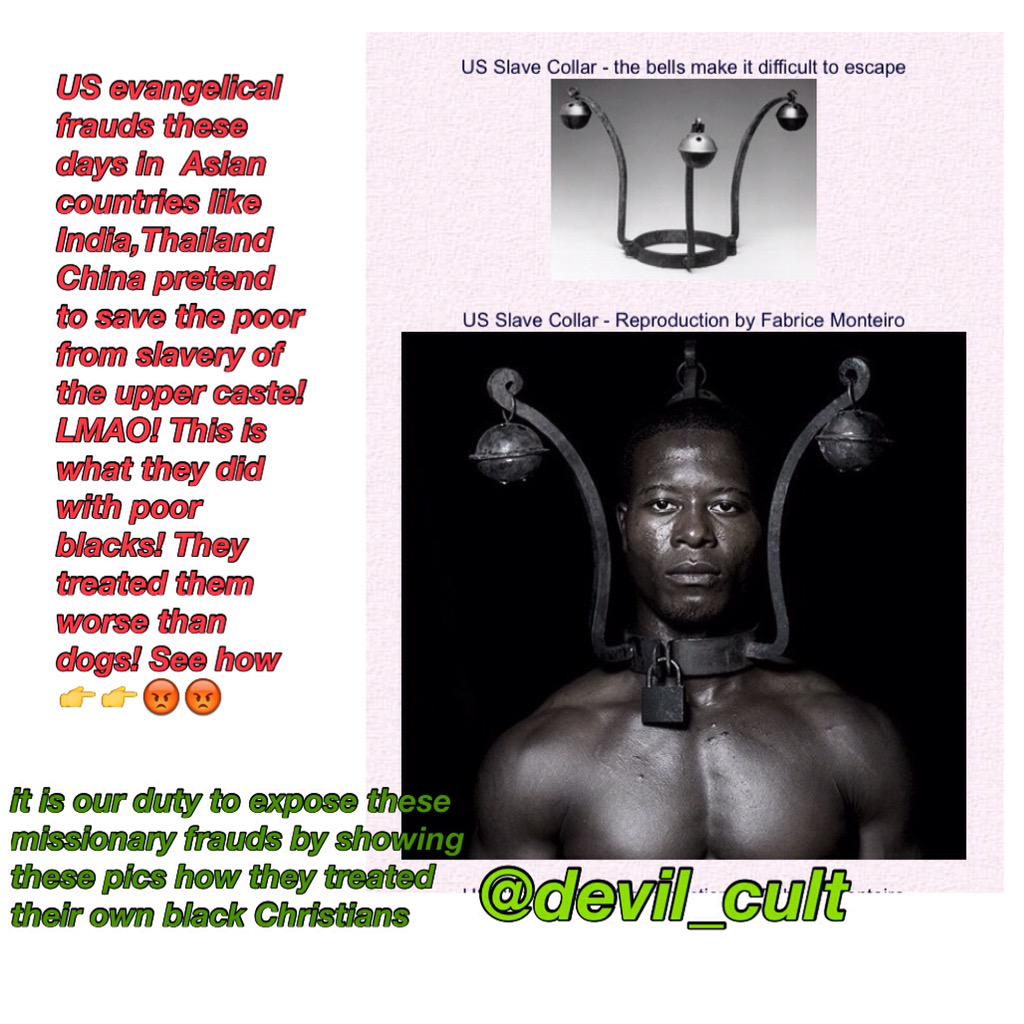 US evangelical
frauds these
days in  Asian
countries like
India,Thailand
China pretend
to save the poor
from slavery of
the upper caste!
LMAO! This is
what they did
with poor
blacks! They
treated them
worse than
dogs! See how
👉👉😡😡
US Slave Collar - the bells make it difficult to escape
US Slave Collar - Reproduction by Fabrice Monteiro
it is our duty to expose these
missionary frauds by showing
these pics how they treated
their own black Christians
@devil_cult